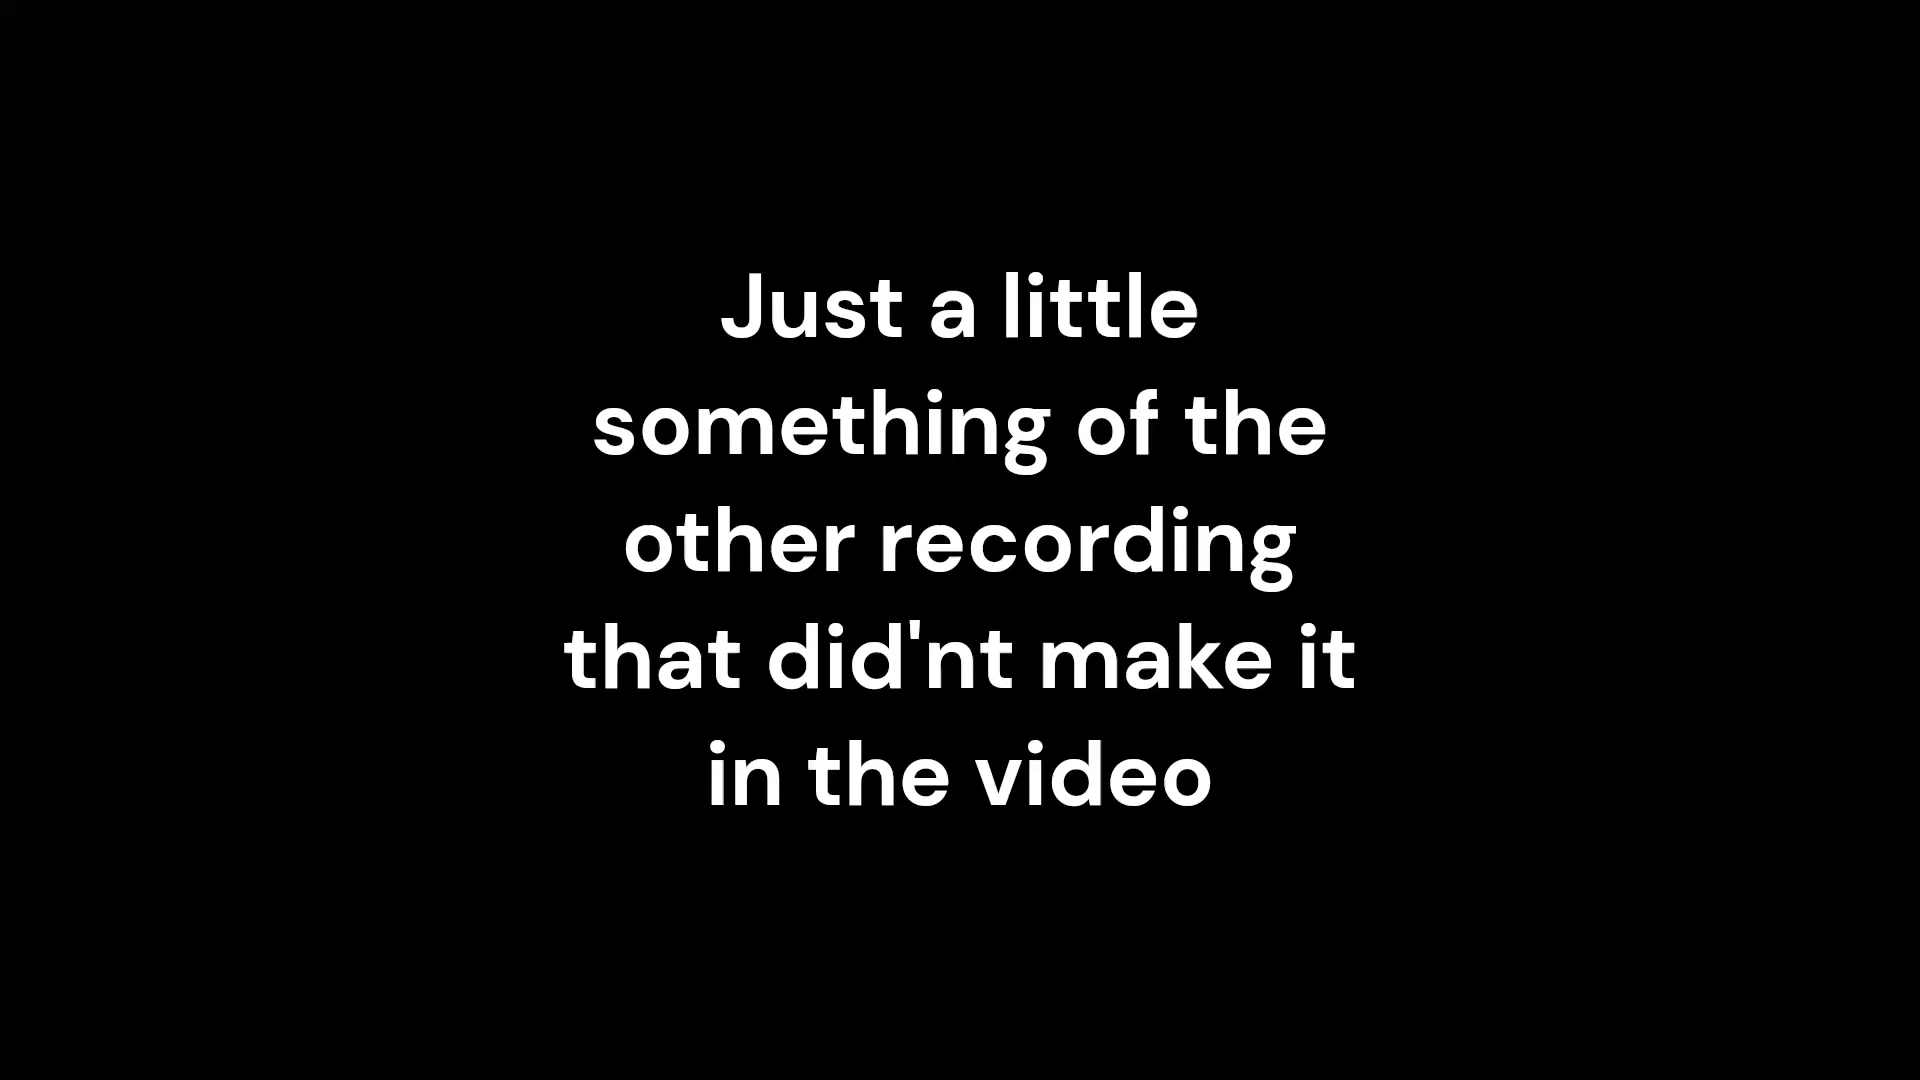 Just a little
something of the
other recording
that did'nt make it
in the video